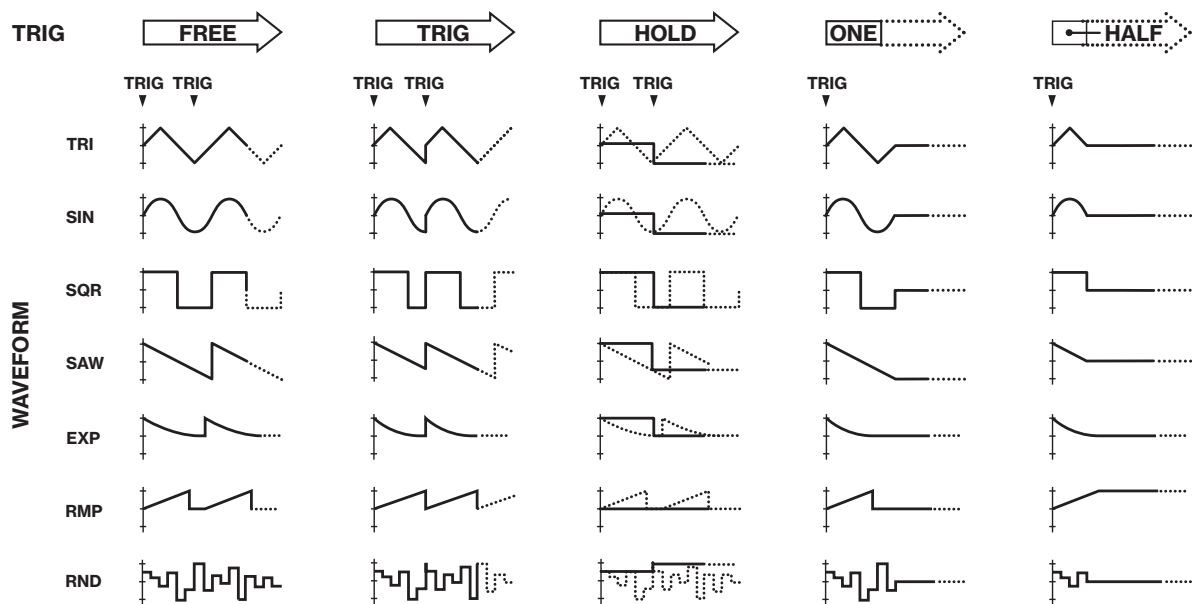 TRIG FREE TRIG HOLD ONE HALF
TRIG TRIG TRIG TRIG TRIG TRIG TRIG TRIG
WAVEFORM
TRI
SIN
SQR
SAW
EXP
RMP
RND